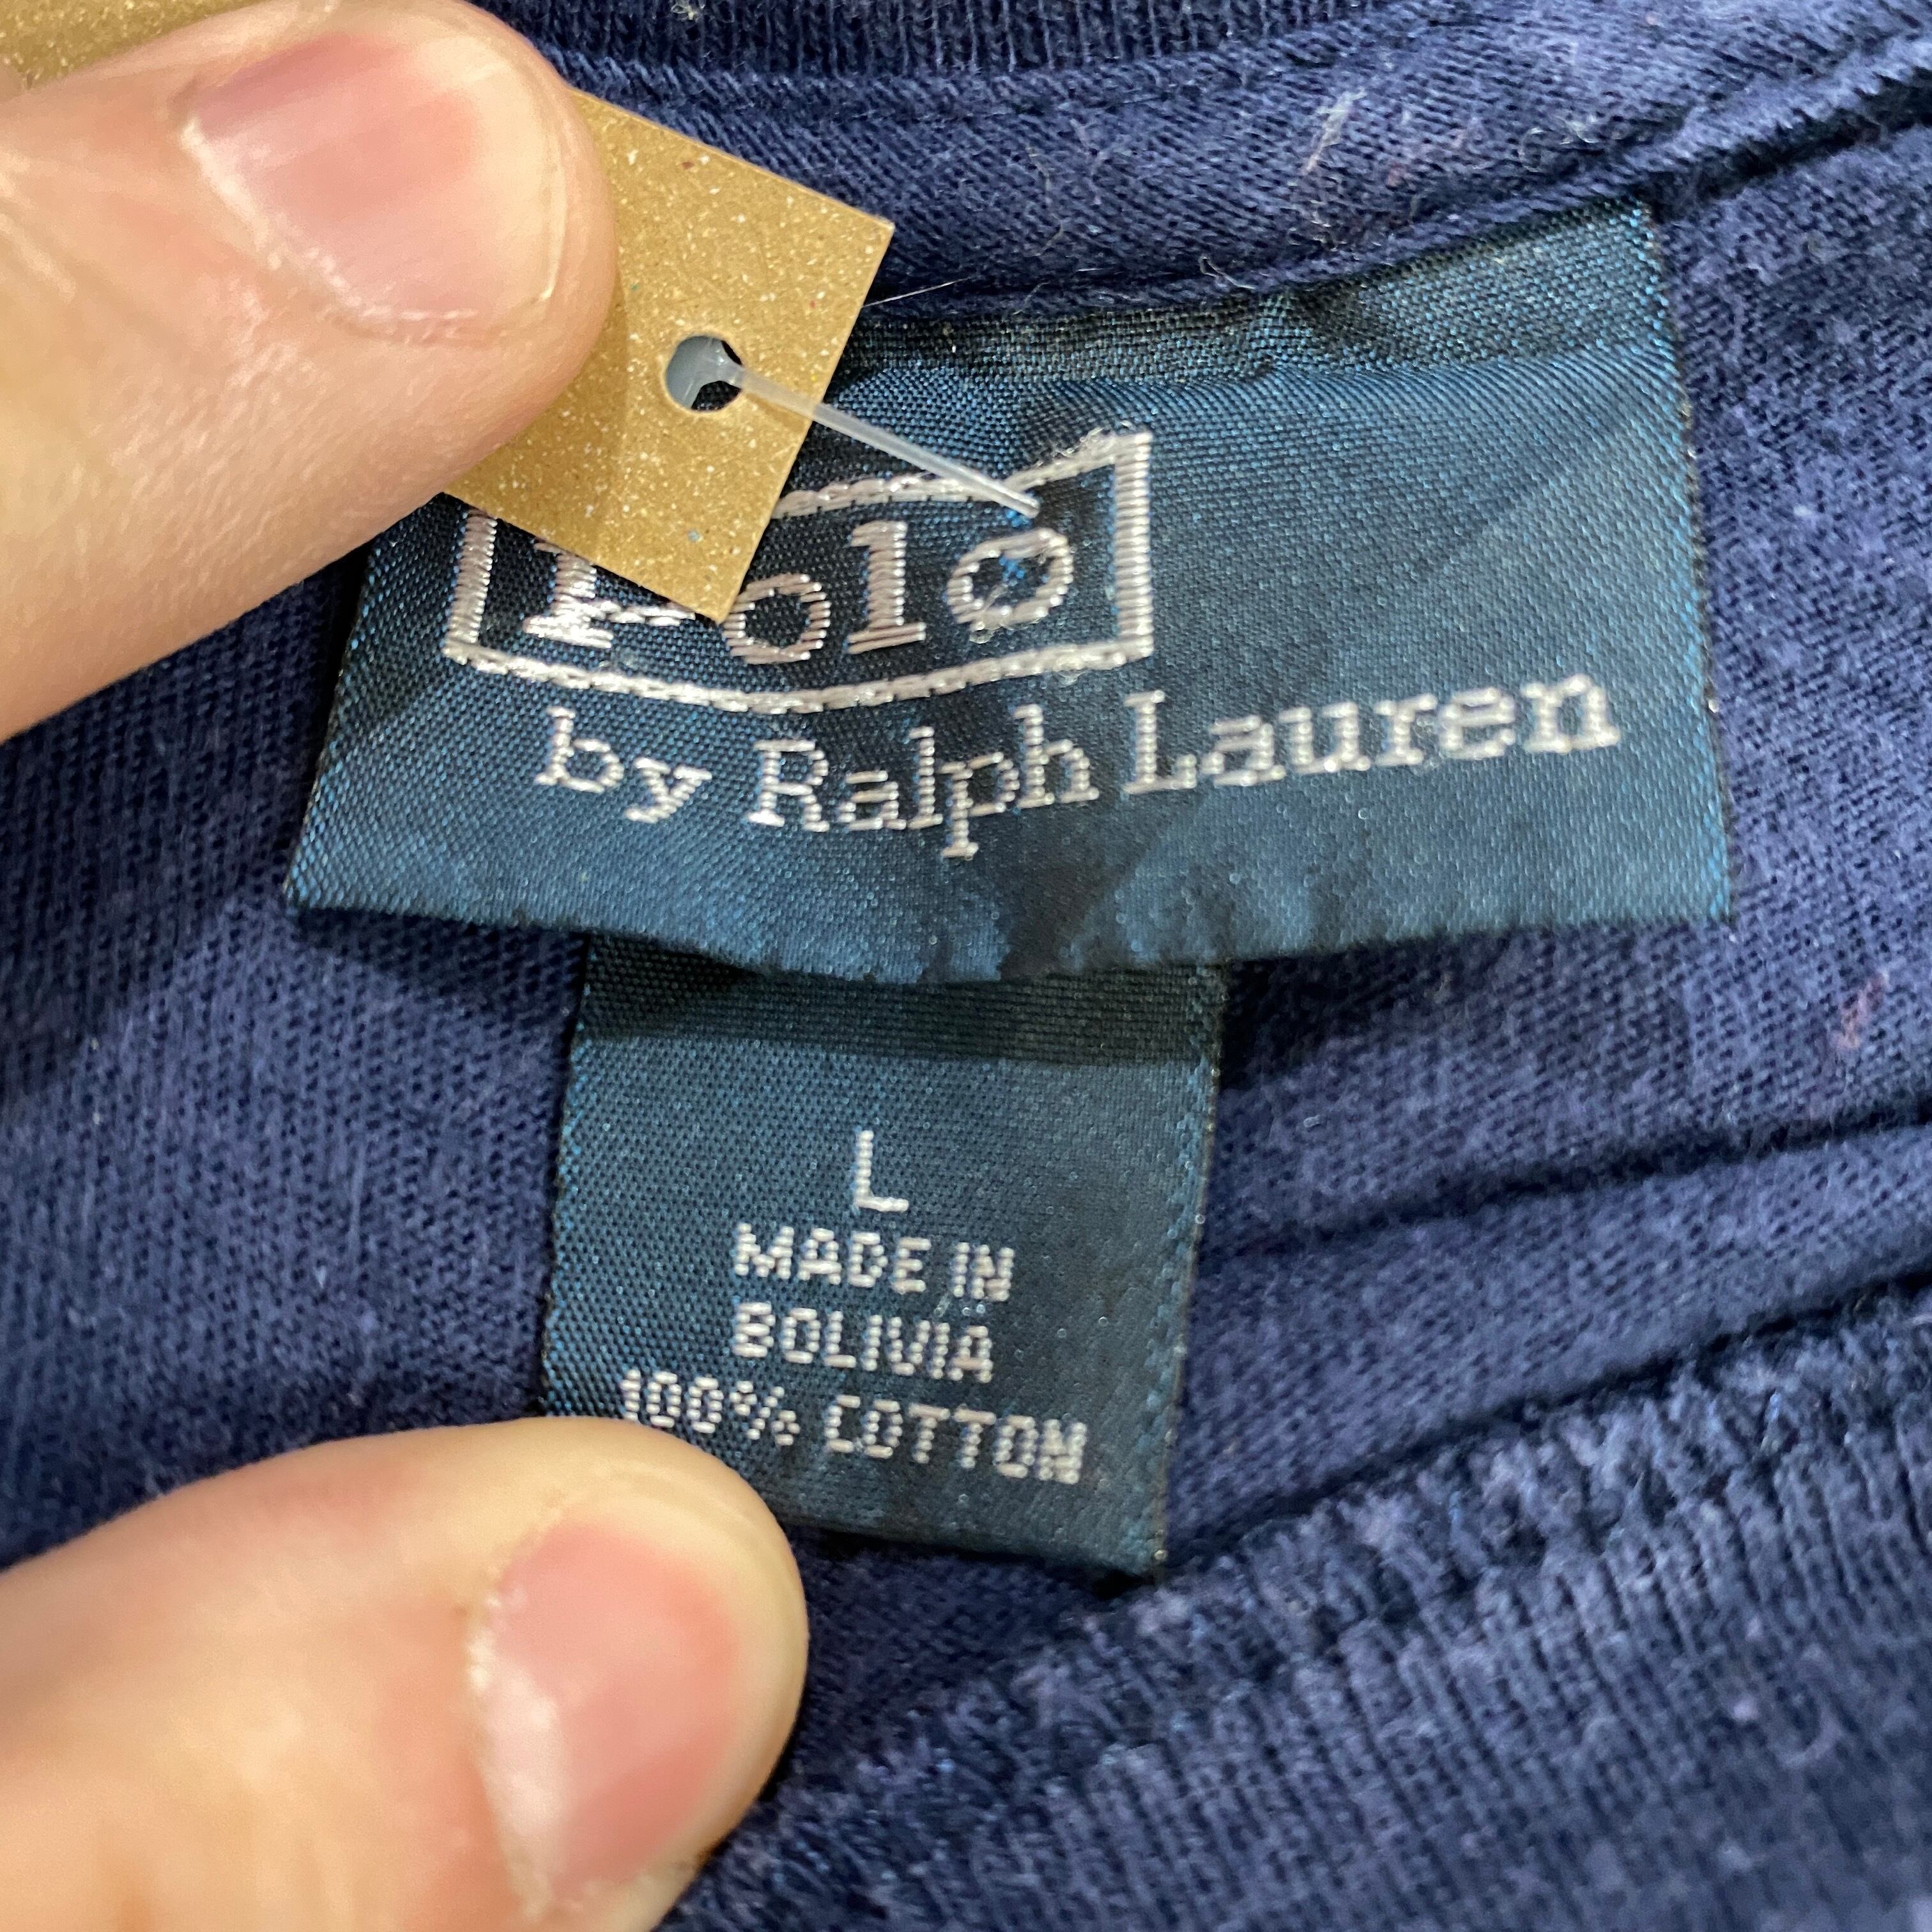 Polo
by Ralph Lauren
L
MADE IN
BOLIVIA
100% COTTON